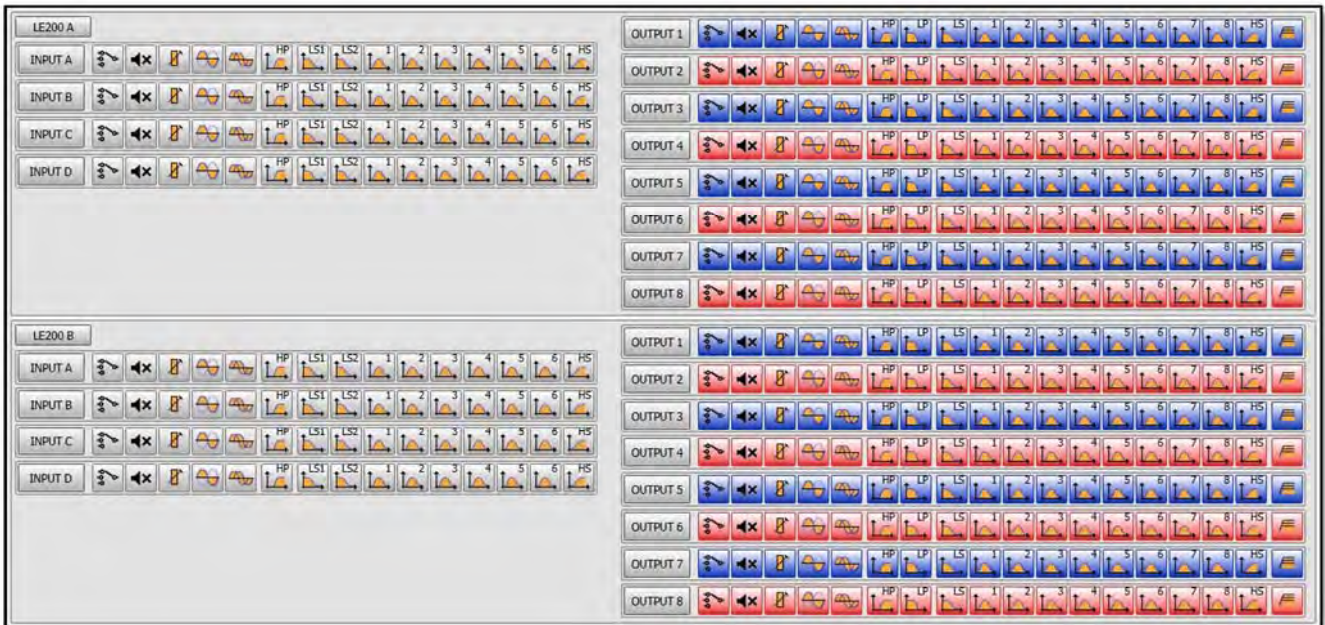 LE200 A
INPUT A HP LS1 LS2 1 2 3 4 5 6 HS
INPUT B HP LS1 LS2 1 2 3 4 5 6 HS
INPUT C HP LS1 LS2 1 2 3 4 5 6 HS
INPUT D HP LS1 LS2 1 2 3 4 5 6 HS
OUTPUT 1 HP LP LS 1 2 3 4 5 6 7 8 HS
OUTPUT 2 HP LP LS 1 2 3 4 5 6 7 8 HS
OUTPUT 3 HP LP LS 1 2 3 4 5 6 7 8 HS
OUTPUT 4 HP LP LS 1 2 3 4 5 6 7 8 HS
OUTPUT 5 HP LP LS 1 2 3 4 5 6 7 8 HS
OUTPUT 6 HP LP LS 1 2 3 4 5 6 7 8 HS
OUTPUT 7 HP LP LS 1 2 3 4 5 6 7 8 HS
OUTPUT 8 HP LP LS 1 2 3 4 5 6 7 8 HS
LE200 B
INPUT A HP LS1 LS2 1 2 3 4 5 6 HS
INPUT B HP LS1 LS2 1 2 3 4 5 6 HS
INPUT C HP LS1 LS2 1 2 3 4 5 6 HS
INPUT D HP LS1 LS2 1 2 3 4 5 6 HS
OUTPUT 1 HP LP LS 1 2 3 4 5 6 7 8 HS
OUTPUT 2 HP LP LS 1 2 3 4 5 6 7 8 HS
OUTPUT 3 HP LP LS 1 2 3 4 5 6 7 8 HS
OUTPUT 4 HP LP LS 1 2 3 4 5 6 7 8 HS
OUTPUT 5 HP LP LS 1 2 3 4 5 6 7 8 HS
OUTPUT 6 HP LP LS 1 2 3 4 5 6 7 8 HS
OUTPUT 7 HP LP LS 1 2 3 4 5 6 7 8 HS
OUTPUT 8 HP LP LS 1 2 3 4 5 6 7 8 HS